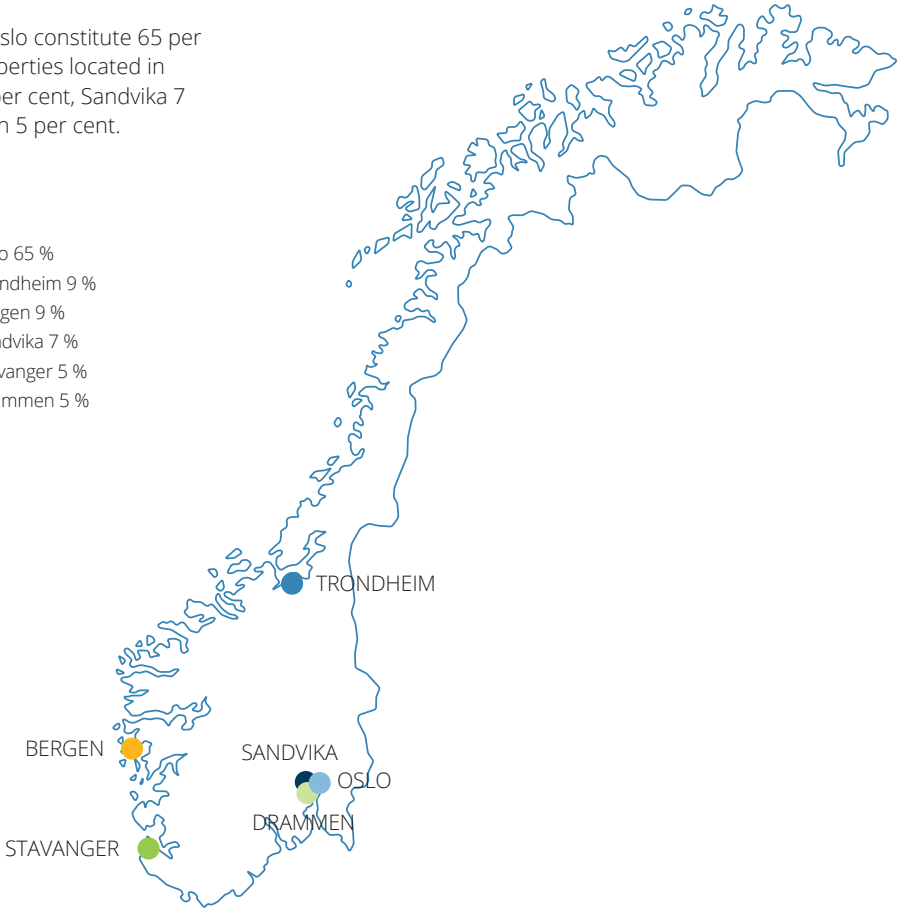 slo constitute 65 per
perties located in
per cent, Sandvika 7
n 5 per cent.
o 65 %
ndheim 9 %
gen 9 %
dvika 7 %
vanger 5 %
mmen 5 %
TRONDHEIM
BERGEN
SANDVIKA
OSLO
DRAMMEN
STAVANGER